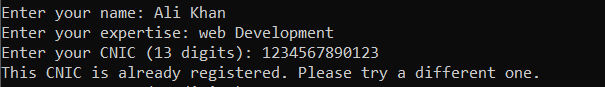 Enter your name: Ali Khan
Enter your expertise: web Development
Enter your CNIC (13 digits): 1234567890123
This CNIC is already registered. Please try a different one.